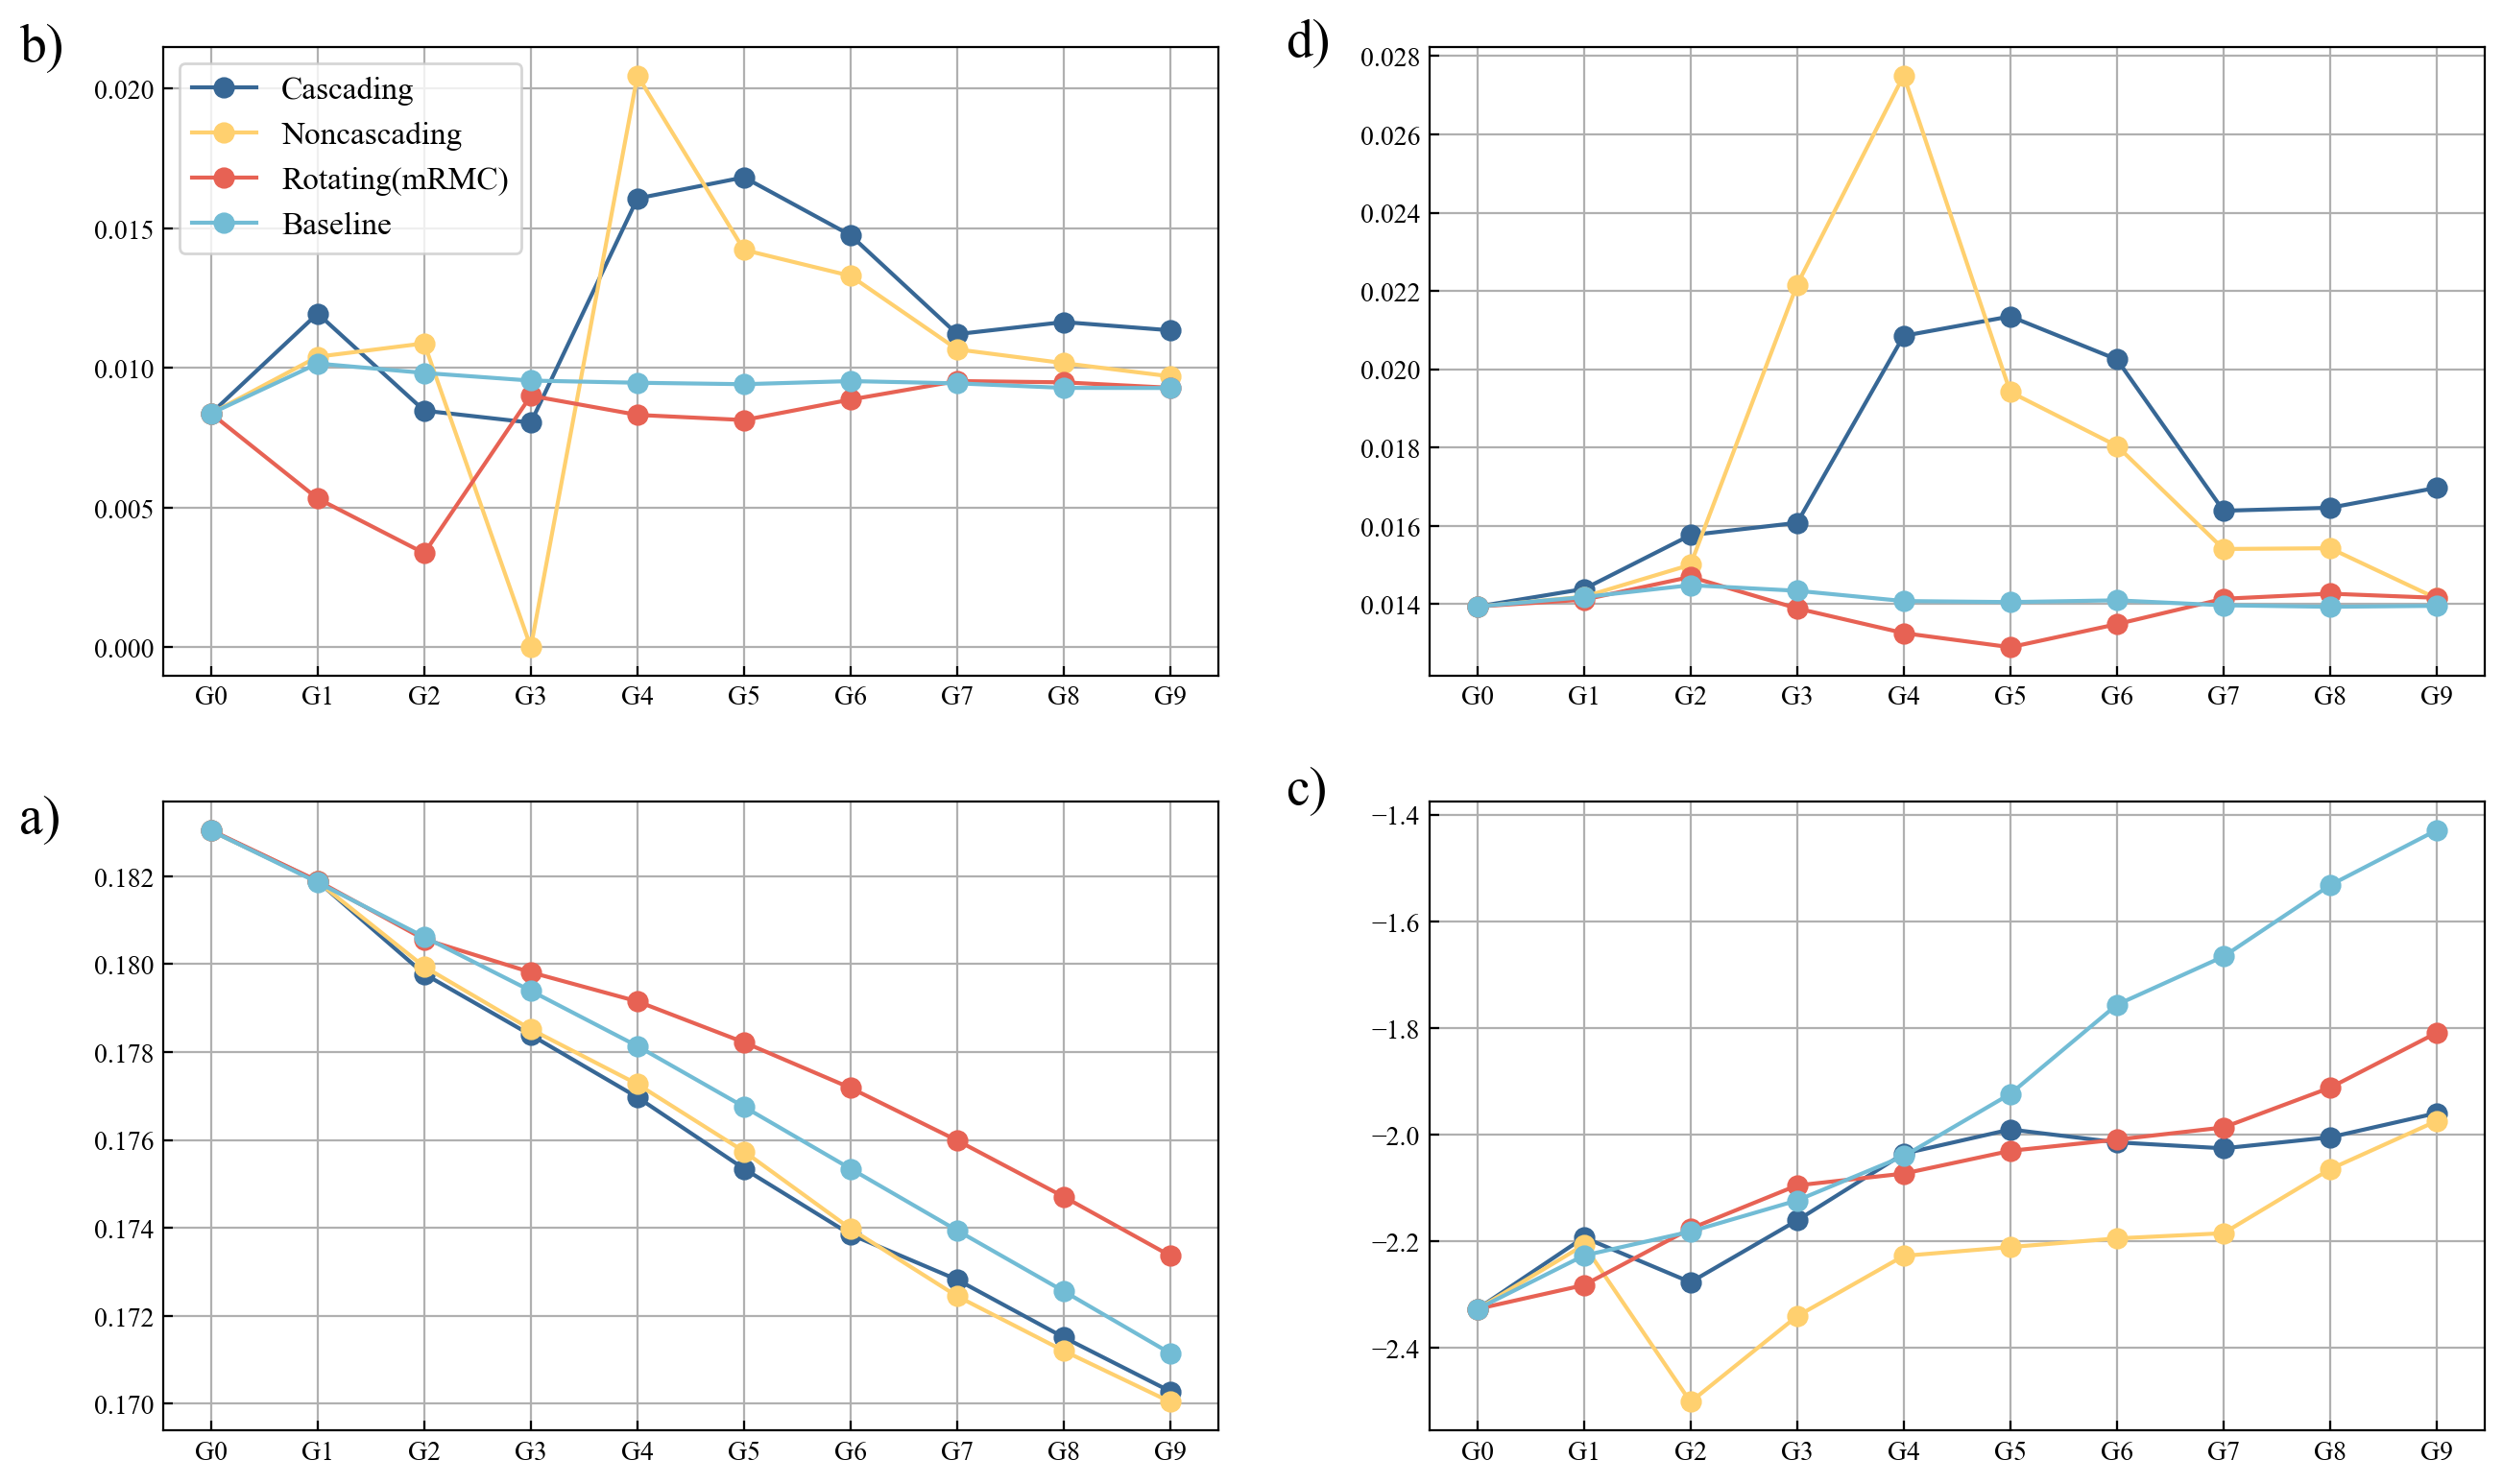 b)
0.020
0.015
0.010
0.005
0.000
Cascading
Noncascading
Rotating(mRMC)
Baseline
G0 G1 G2 G3 G4 G5 G6 G7 G8 G9
d)
0.028
0.026
0.024
0.022
0.020
0.018
0.016
0.014
G0 G1 G2 G3 G4 G5 G6 G7 G8 G9
a)
0.182
0.180
0.178
0.176
0.174
0.172
0.170
G0 G1 G2 G3 G4 G5 G6 G7 G8 G9
c)
−1.4
−1.6
−1.8
−2.0
−2.2
−2.4
G0 G1 G2 G3 G4 G5 G6 G7 G8 G9